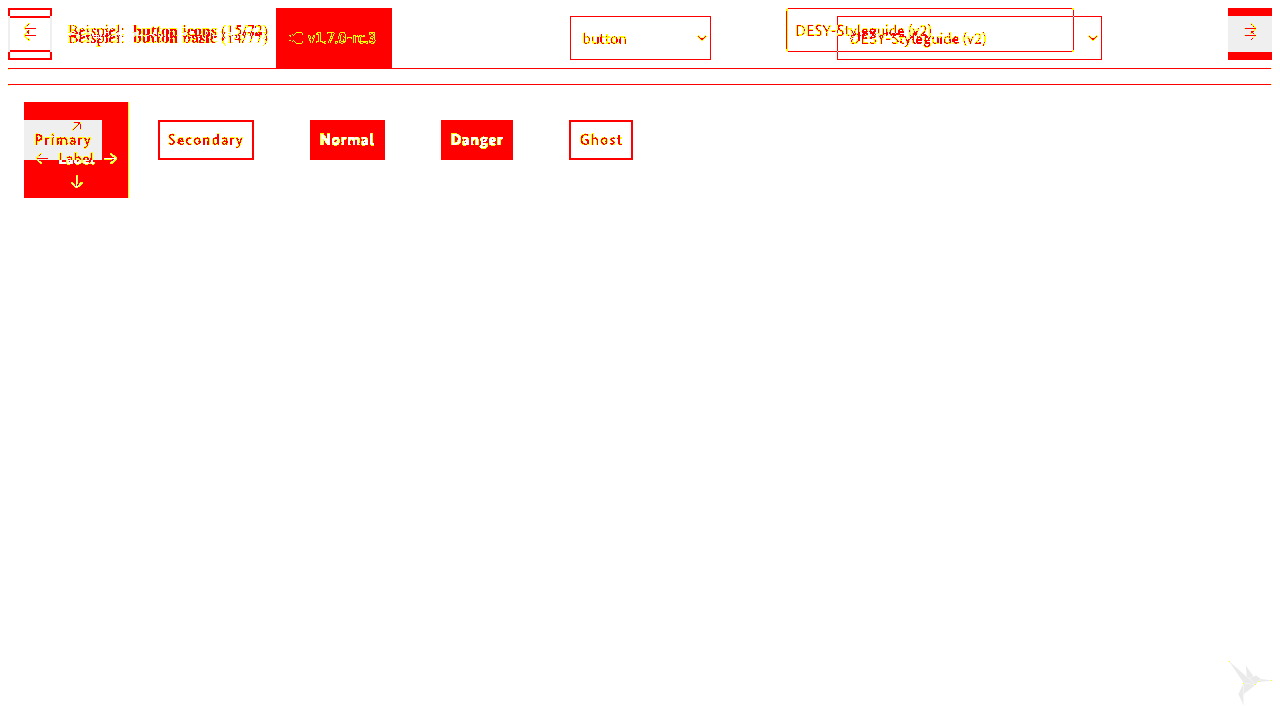 Beispiel: button icons (15/72)
Beispiel: button basic (14/77)
v1.7.0-rc.3
button
DESY-Styleguide (v2)
DESY-Styleguide (v2)
Primary
Secondary
Normal
Danger
Ghost
Label